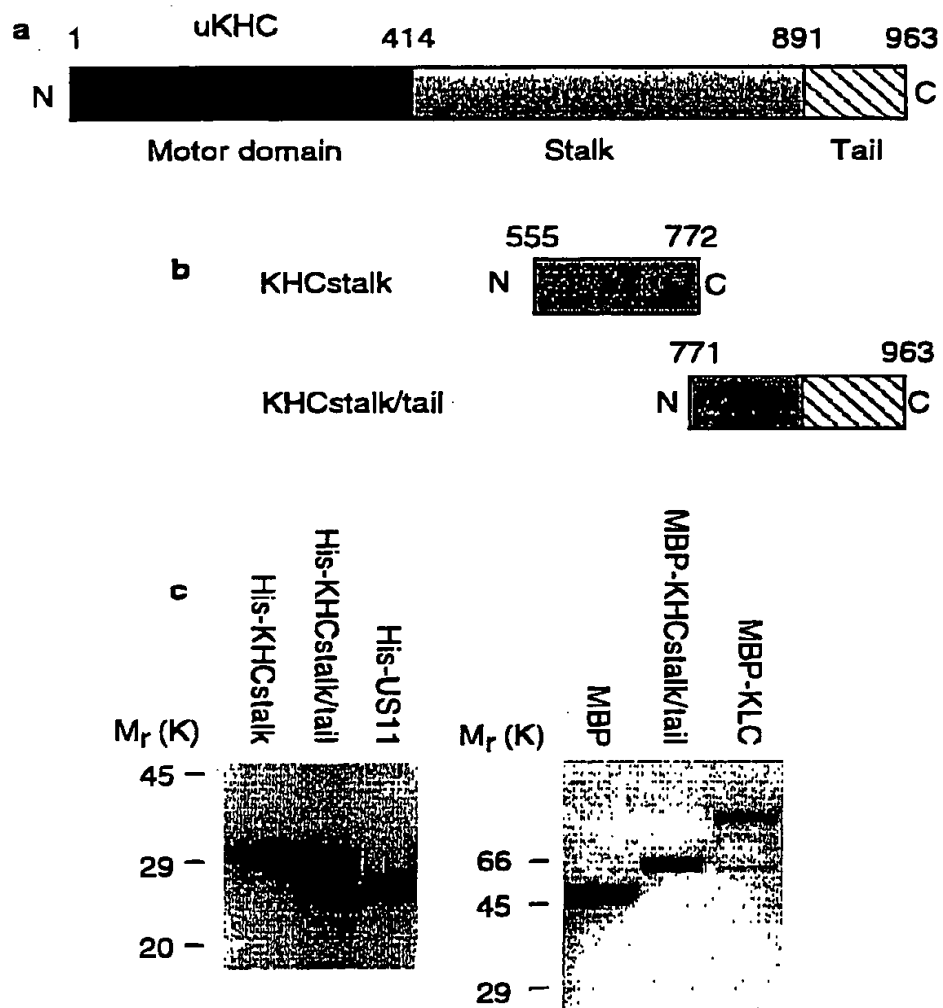 a 1 uKHC 414 891 963
N C
Motor domain Stalk Tail
b 555 772
KHCstalk N C
771 963
KHCstalk/tail N C
c
His-KHCstalk
His-KHCstalk/tail
His-US11
MBP
MBP-KHCstalk/tail
MBP-KLC
Mr (K) Mr (K)
45
29
20
66
45
29